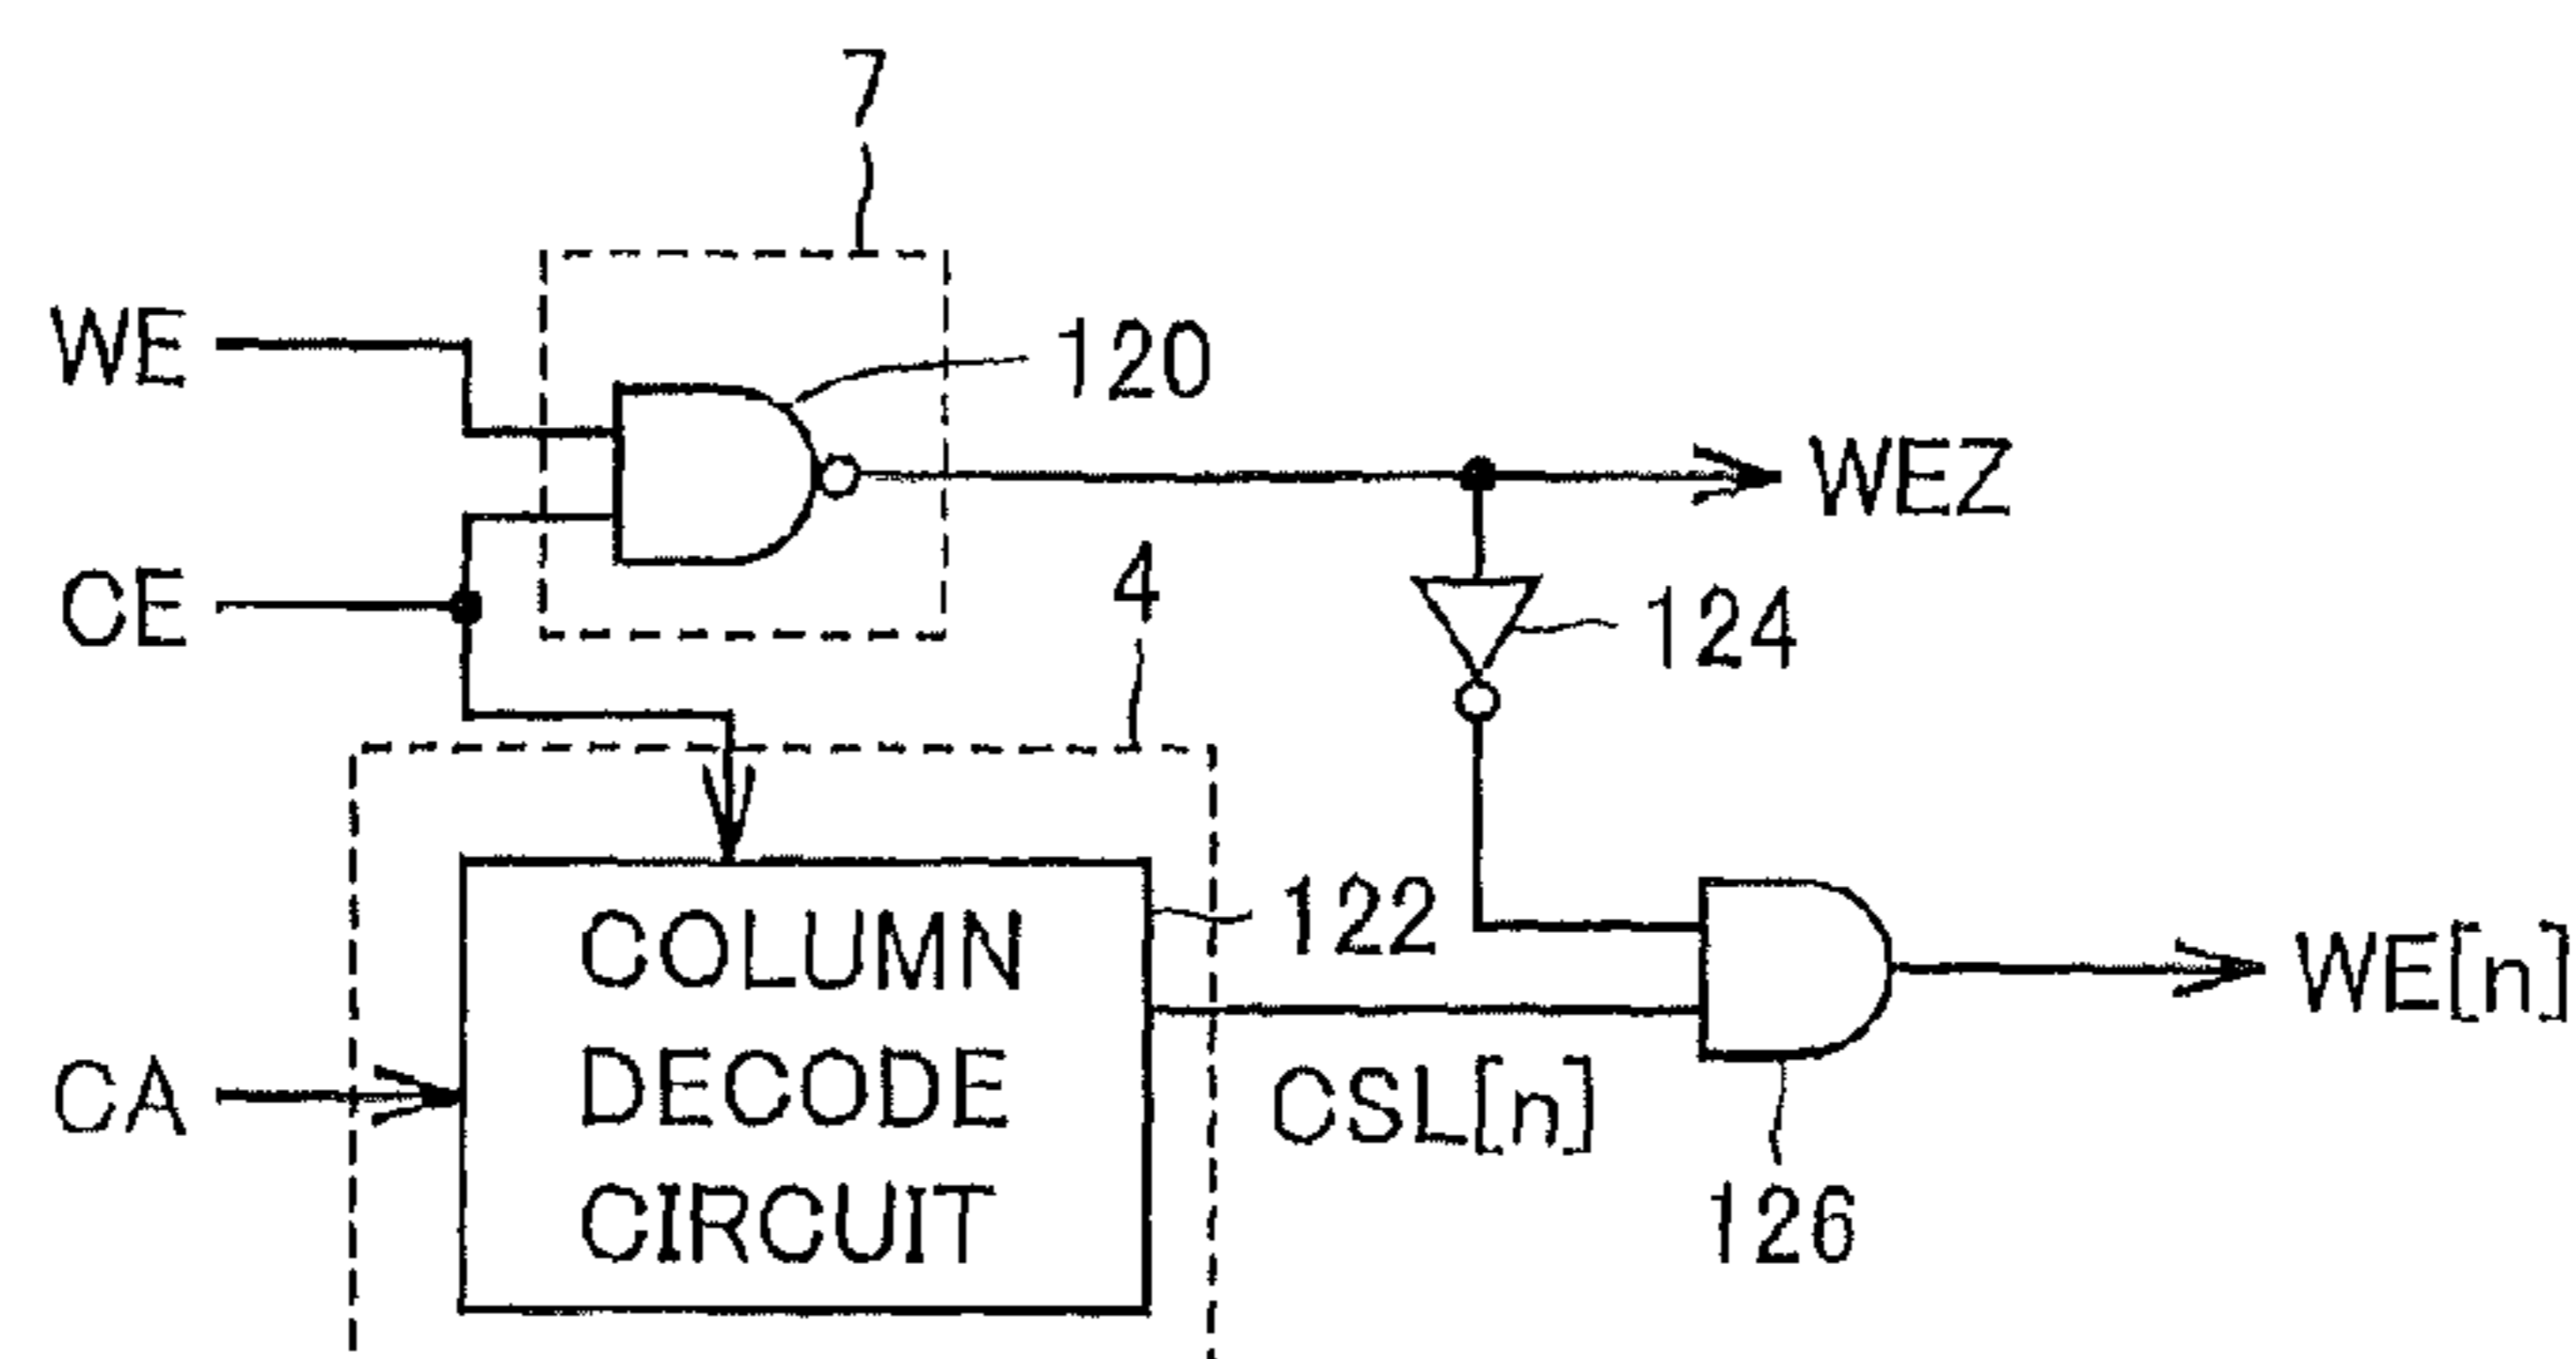 7
WE
120
WEZ
CE
4
124
COLUMN
DECODE
CIRCUIT
122
WE[n]
CA
CSL[n]
126